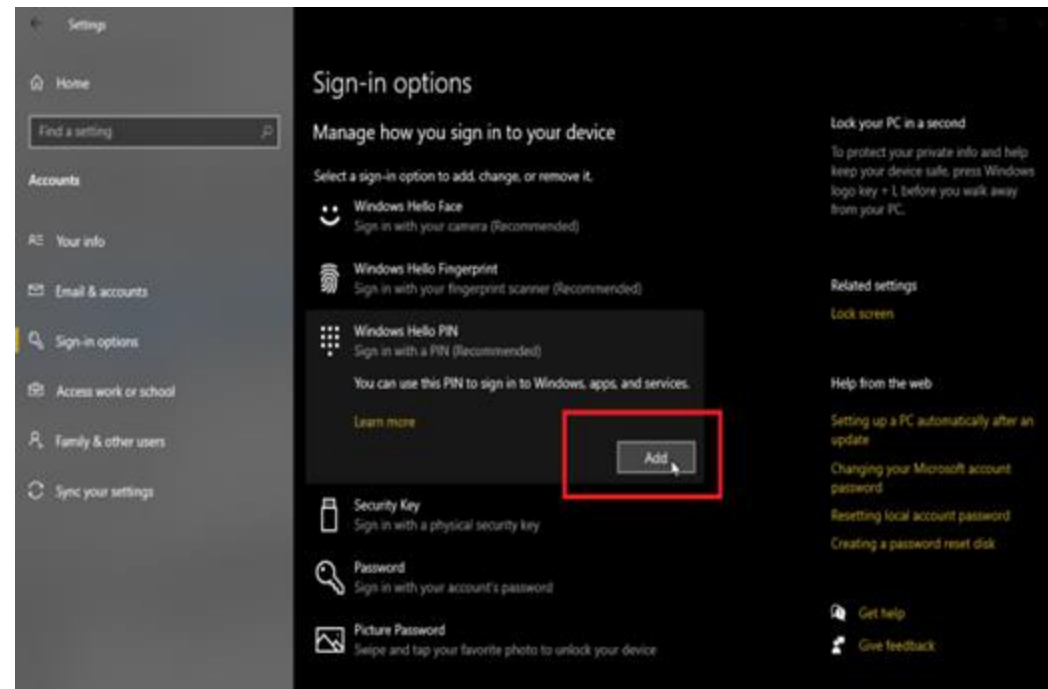 Settings
Home
Find a setting
Accounts
Your info
Email & accounts
Sign-in options
Access work or school
Family & other users
Sync your settings
Sign-in options
Manage how you sign in to your device
Select a sign-in option to add, change, or remove it.
Windows Hello Face
Sign in with your camera (Recommended)
Windows Hello Fingerprint
Sign in with your fingerprint scanner (Recommended)
Windows Hello PIN
Sign in with a PIN (Recommended)
You can use this PIN to sign in to Windows, apps, and services.
Learn more
Add
Security Key
Sign in with a physical security key
Password
Sign in with your account's password
Picture Password
Swipe and tap your favorite photo to unlock your device
Lock your PC in a second
To protect your private info and help
keep your device safe, press Windows
logo key + L before you walk away
from your PC.
Related settings
Lock screen
Help from the web
Setting up a PC automatically after an
update
Changing your Microsoft account
password
Resetting local account password
Creating a password reset disk
Get help
Give feedback